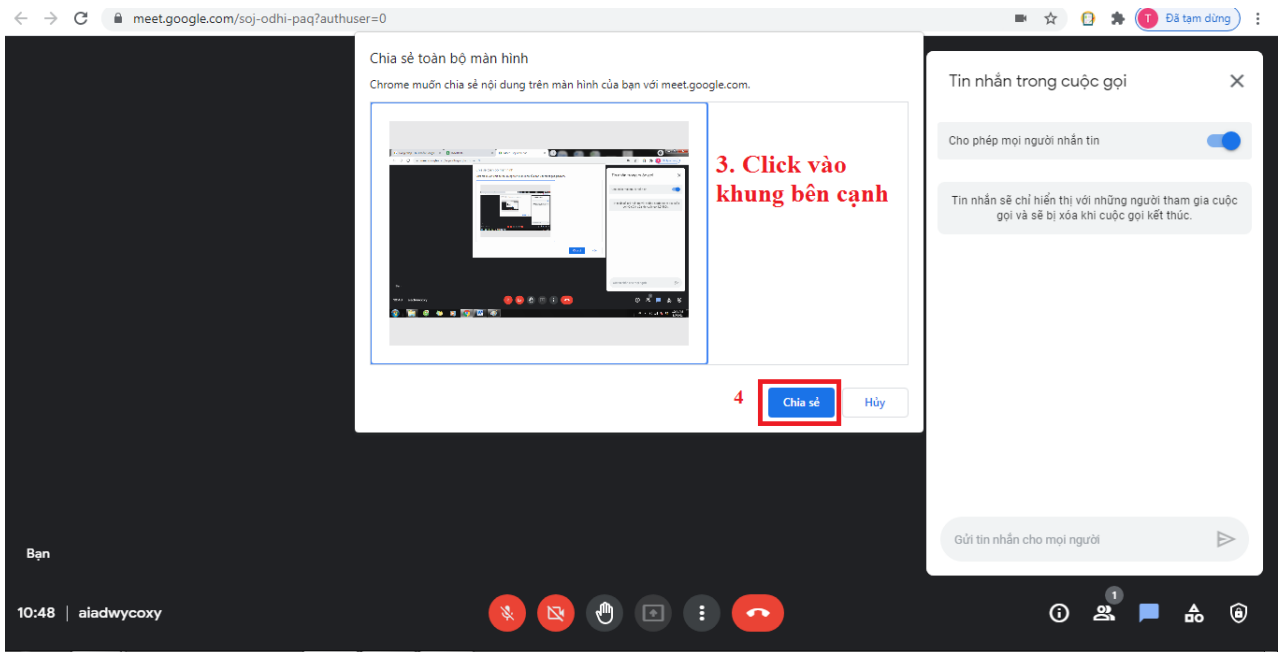 meet.google.com/soj-odhi-paq?authuser=0
T Đã tạm dừng
Chia sẻ toàn bộ màn hình
Chrome muốn chia sẻ nội dung trên màn hình của bạn với meet.google.com.
3. Click vào
khung bên cạnh
4
Chia sẻ
Hủy
Tin nhắn trong cuộc gọi
Cho phép mọi người nhắn tin
Tin nhắn sẽ chỉ hiển thị với những người tham gia cuộc
gọi và sẽ bị xóa khi cuộc gọi kết thúc.
Gửi tin nhắn cho mọi người
Bạn
10:48 | aiadwycoxy
1